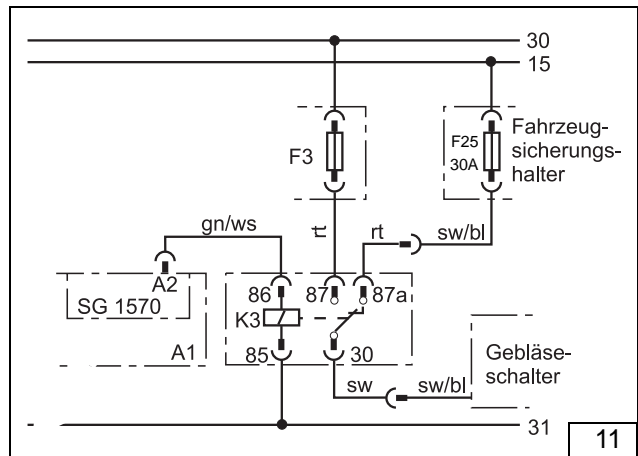 30
15
F3
F25
30A
Fahrzeug-
sicherungs-
halter
gn/ws
rt
rt
sw/bl
A2
SG 1570
A1
86
87
87a
K3
85
30
Gebläse-
schalter
sw
sw/bl
31
11